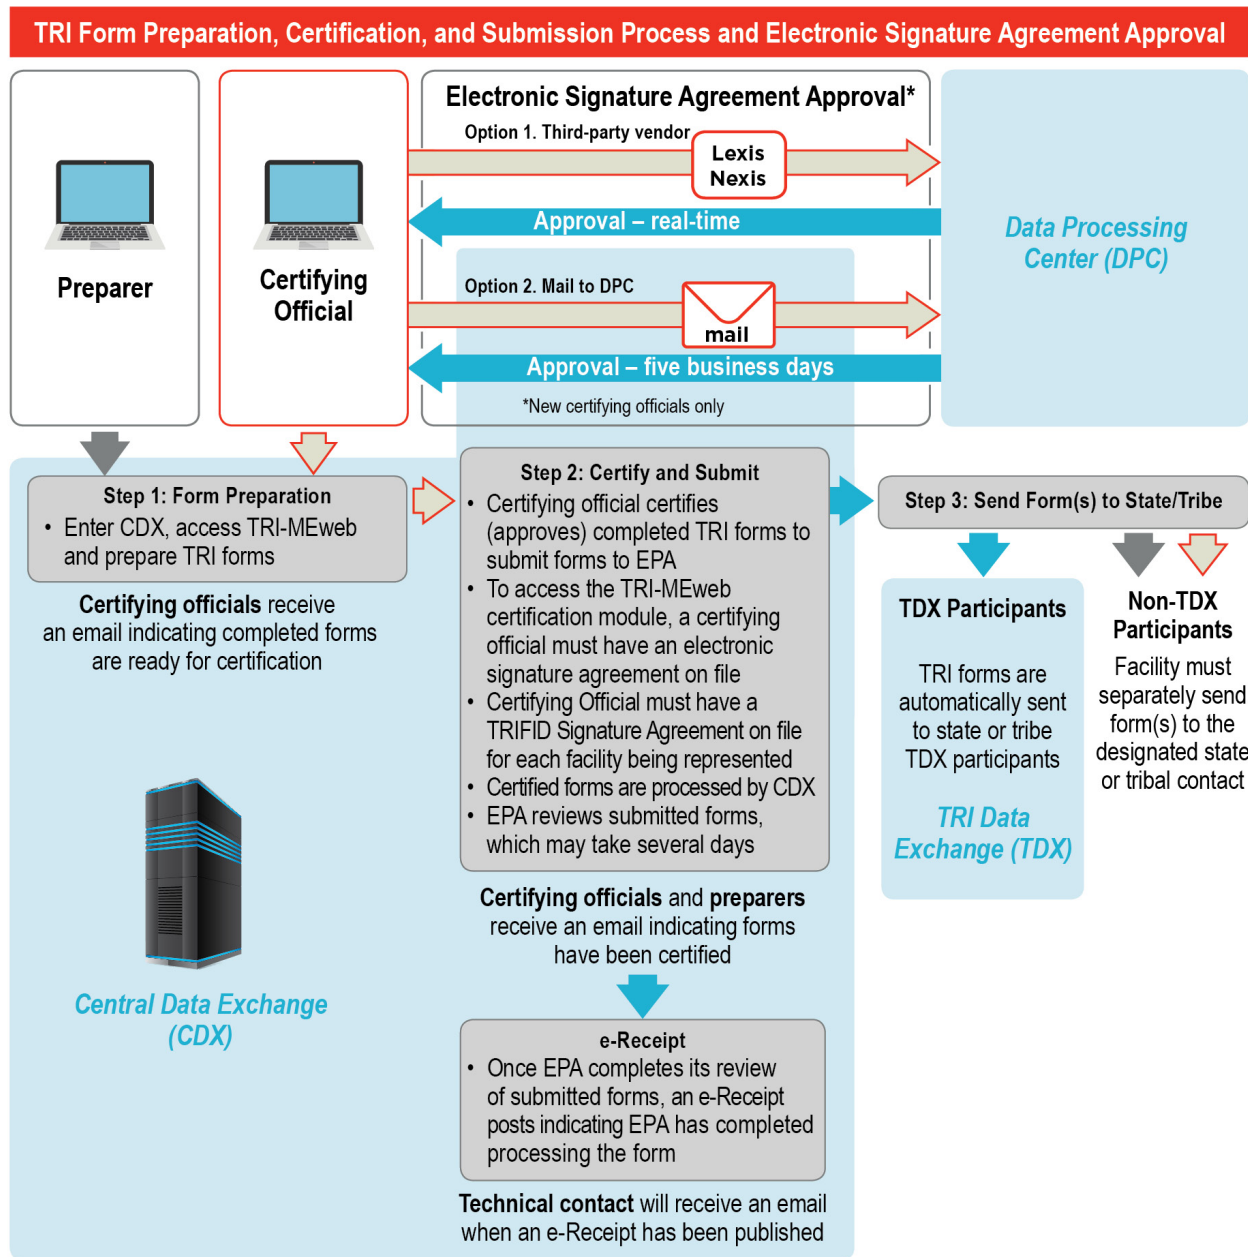 TRI Form Preparation, Certification, and Submission Process and Electronic Signature Agreement Approval
Preparer
Certifying
Official
Electronic Signature Agreement Approval*
Option 1. Third-party vendor
Lexis
Nexis
Approval – real-time
Option 2. Mail to DPC
mail
Approval – five business days
*New certifying officials only
Data Processing
Center (DPC)
Step 1: Form Preparation
• Enter CDX, access TRI-MEweb
and prepare TRI forms
Certifying officials receive
an email indicating completed forms
are ready for certification
Central Data Exchange
(CDX)
Step 2: Certify and Submit
• Certifying official certifies
(approves) completed TRI forms to
submit forms to EPA
• To access the TRI-MEweb
certification module, a certifying
official must have an electronic
signature agreement on file
• Certifying Official must have a
TRIFID Signature Agreement on file
for each facility being represented
• Certified forms are processed by CDX
• EPA reviews submitted forms,
which may take several days
Certifying officials and preparers
receive an email indicating forms
have been certified
e-Receipt
• Once EPA completes its review
of submitted forms, an e-Receipt
posts indicating EPA has completed
processing the form
Technical contact will receive an email
when an e-Receipt has been published
Step 3: Send Form(s) to State/Tribe
TDX Participants
TRI forms are
automatically sent
to state or tribe
TDX participants
TRI Data
Exchange (TDX)
Non-TDX
Participants
Facility must
separately send
form(s) to the
designated state
or tribal contact